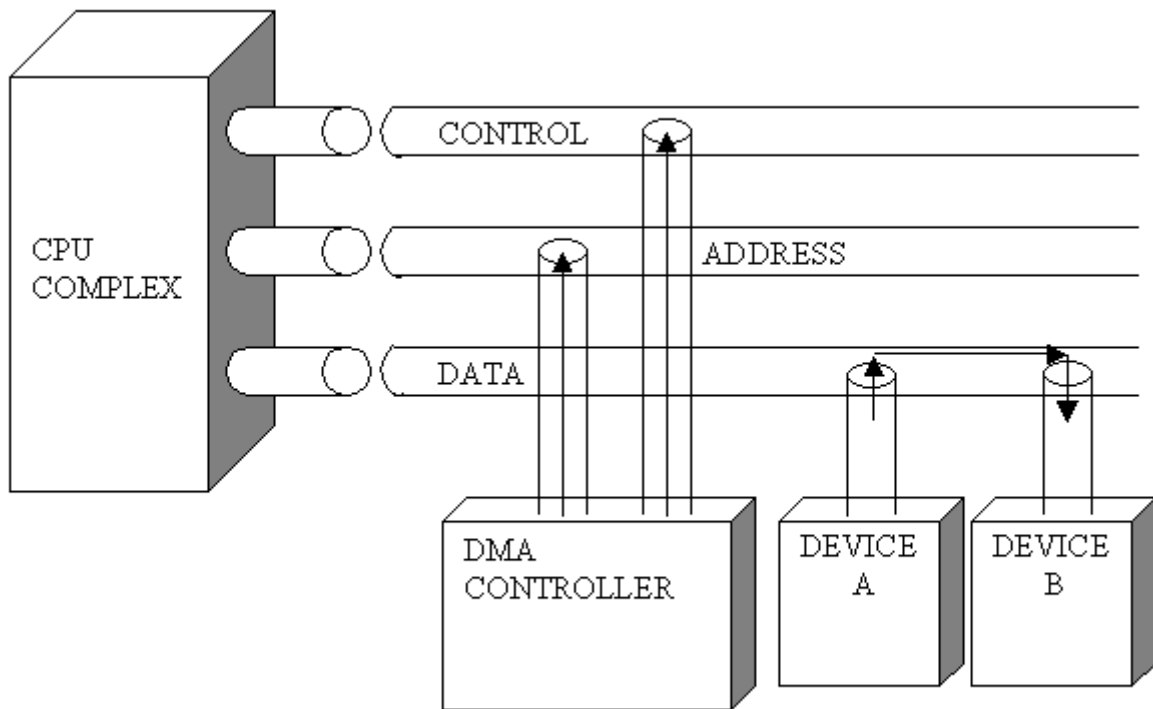 CONTROL
CPU
COMPLEX
ADDRESS
DATA
DMA
CONTROLLER
DEVICE
A
DEVICE
B